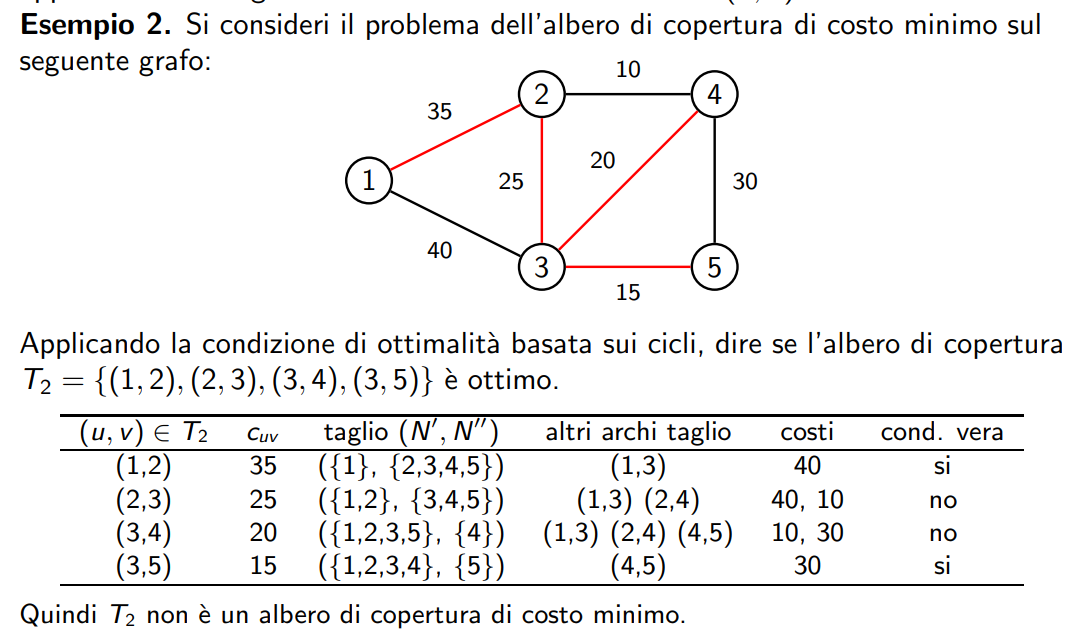 Esempio 2. Si consideri il problema dell'albero di copertura di costo minimo sul
seguente grafo:
10
2
4
35
20
1
25
30
40
3
5
15
Applicando la condizione di ottimalità basata sui cicli, dire se l'albero di copertura
T₂ = {(1, 2), (2, 3), (3, 4), (3, 5)} è ottimo.
(u, v) ∈ T₂ cᵤᵥ taglio (N′, N′′) altri archi taglio costi cond. vera
(1,2) 35 ({1}, {2,3,4,5}) (1,3) 40 si
(2,3) 25 ({1,2}, {3,4,5}) (1,3) (2,4) 40, 10 no
(3,4) 20 ({1,2,3,5}, {4}) (1,3) (2,4) (4,5) 10, 30 no
(3,5) 15 ({1,2,3,4}, {5}) (4,5) 30 si
Quindi T₂ non è un albero di copertura di costo minimo.